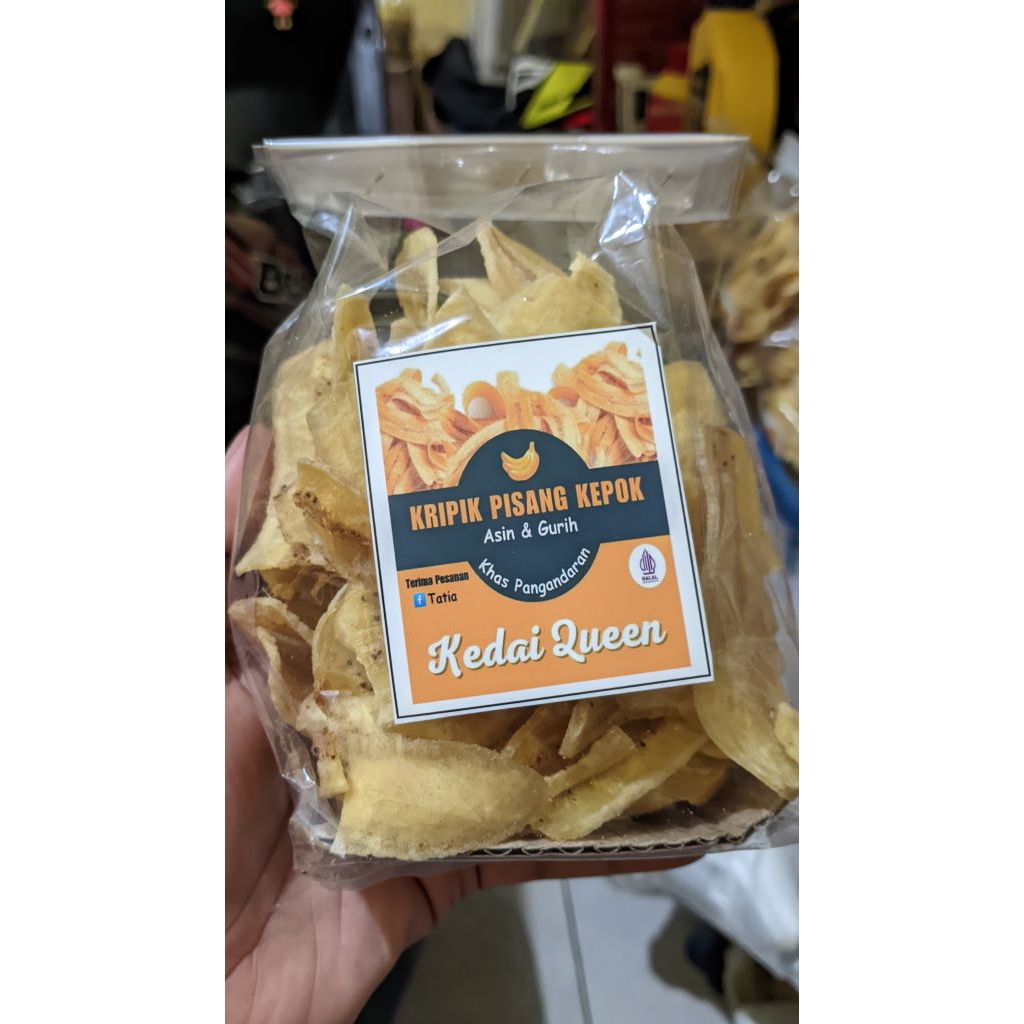 KRIPIK PISANG KEPOK
Asin & Gurih
Khas Pangandaran
Terima Pesanan
Tatia
HALAL
Kedai Queen